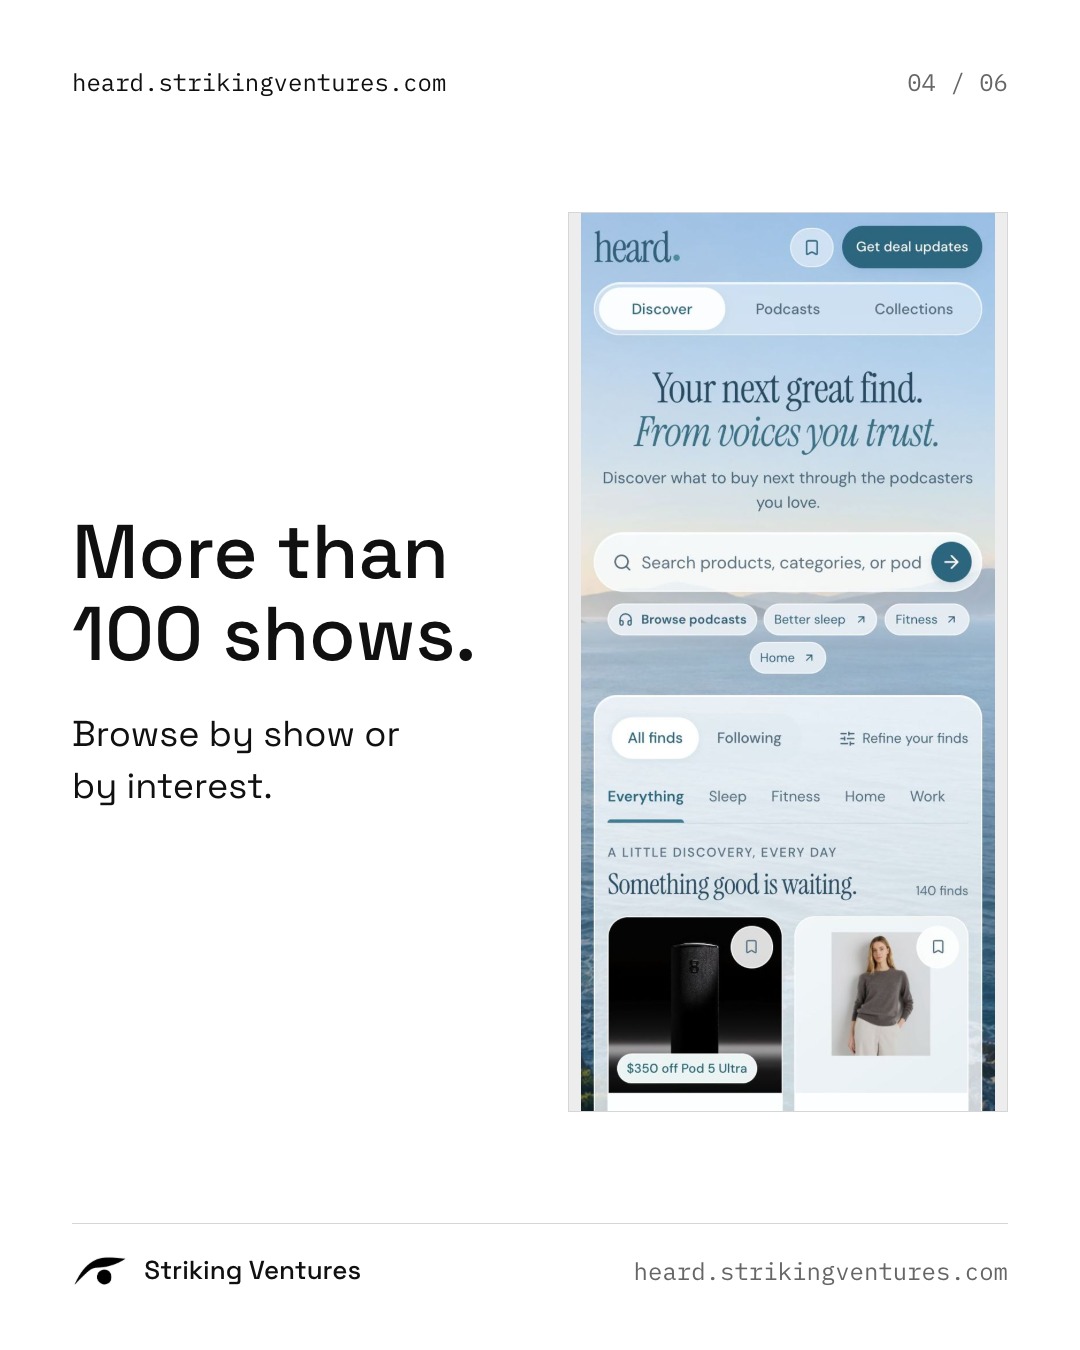 heard.strikingventures.com
04 / 06
More than
100 shows.
Browse by show or
by interest.
heard.
Get deal updates
Discover
Podcasts
Collections
Your next great find.
From voices you trust.
Discover what to buy next through the podcasters
you love.
Search products, categories, or pod
Browse podcasts
Better sleep
Fitness
Home
All finds
Following
Refine your finds
Everything
Sleep
Fitness
Home
Work
A LITTLE DISCOVERY, EVERY DAY
Something good is waiting.
140 finds
$350 off Pod 5 Ultra
Striking Ventures
heard.strikingventures.com